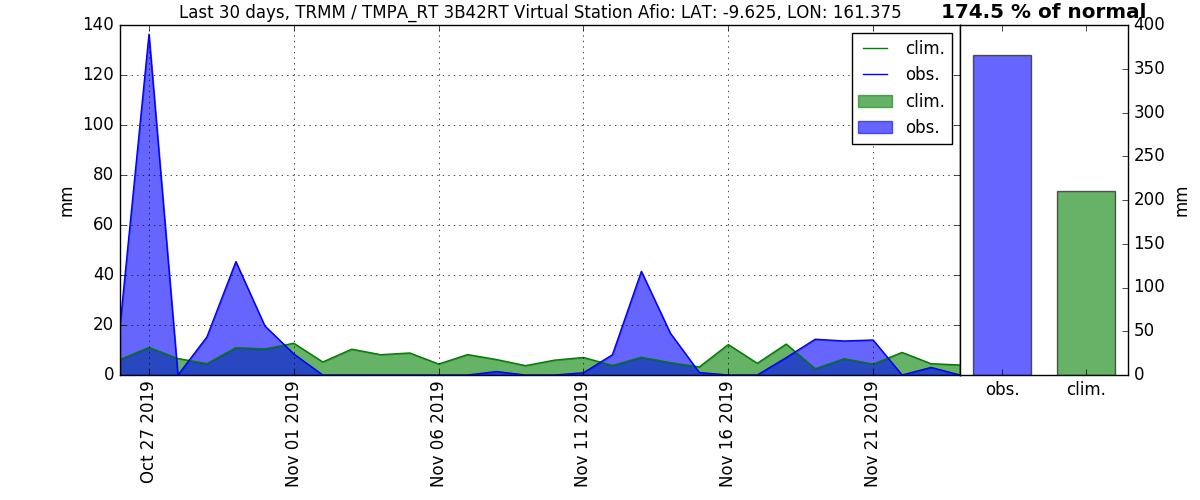 Last 30 days, TRMM / TMPA_RT 3B42RT Virtual Station Afio: LAT: -9.625, LON: 161.375
174.5 % of normal
140
120
100
80
60
40
20
0
mm
clim.
obs.
clim.
obs.
Oct 27 2019
Nov 01 2019
Nov 06 2019
Nov 11 2019
Nov 16 2019
Nov 21 2019
400
350
300
250
200
150
100
50
0
mm
obs.
clim.